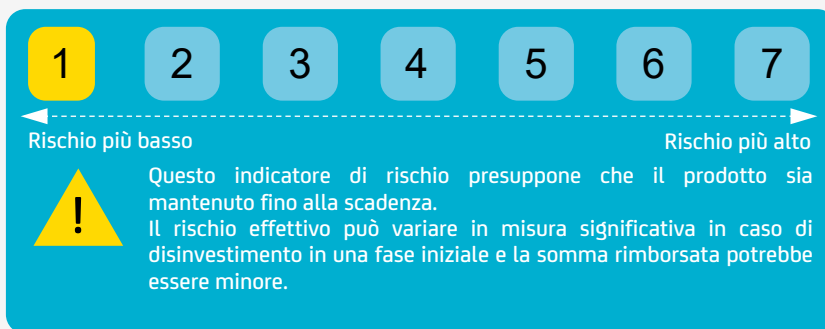 1 2 3 4 5 6 7
Rischio più basso Rischio più alto
!
Questo indicatore di rischio presuppone che il prodotto sia
mantenuto fino alla scadenza.
Il rischio effettivo può variare in misura significativa in caso di
disinvestimento in una fase iniziale e la somma rimborsata potrebbe
essere minore.